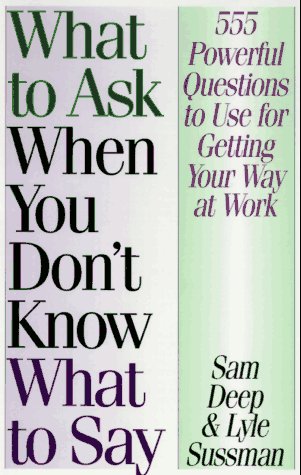 What
to Ask
When
You
Don't
Know
What
to Say
555
Powerful
Questions
to Use for
Getting
Your Way
at Work
Sam
Deep
& Lyle
Sussman